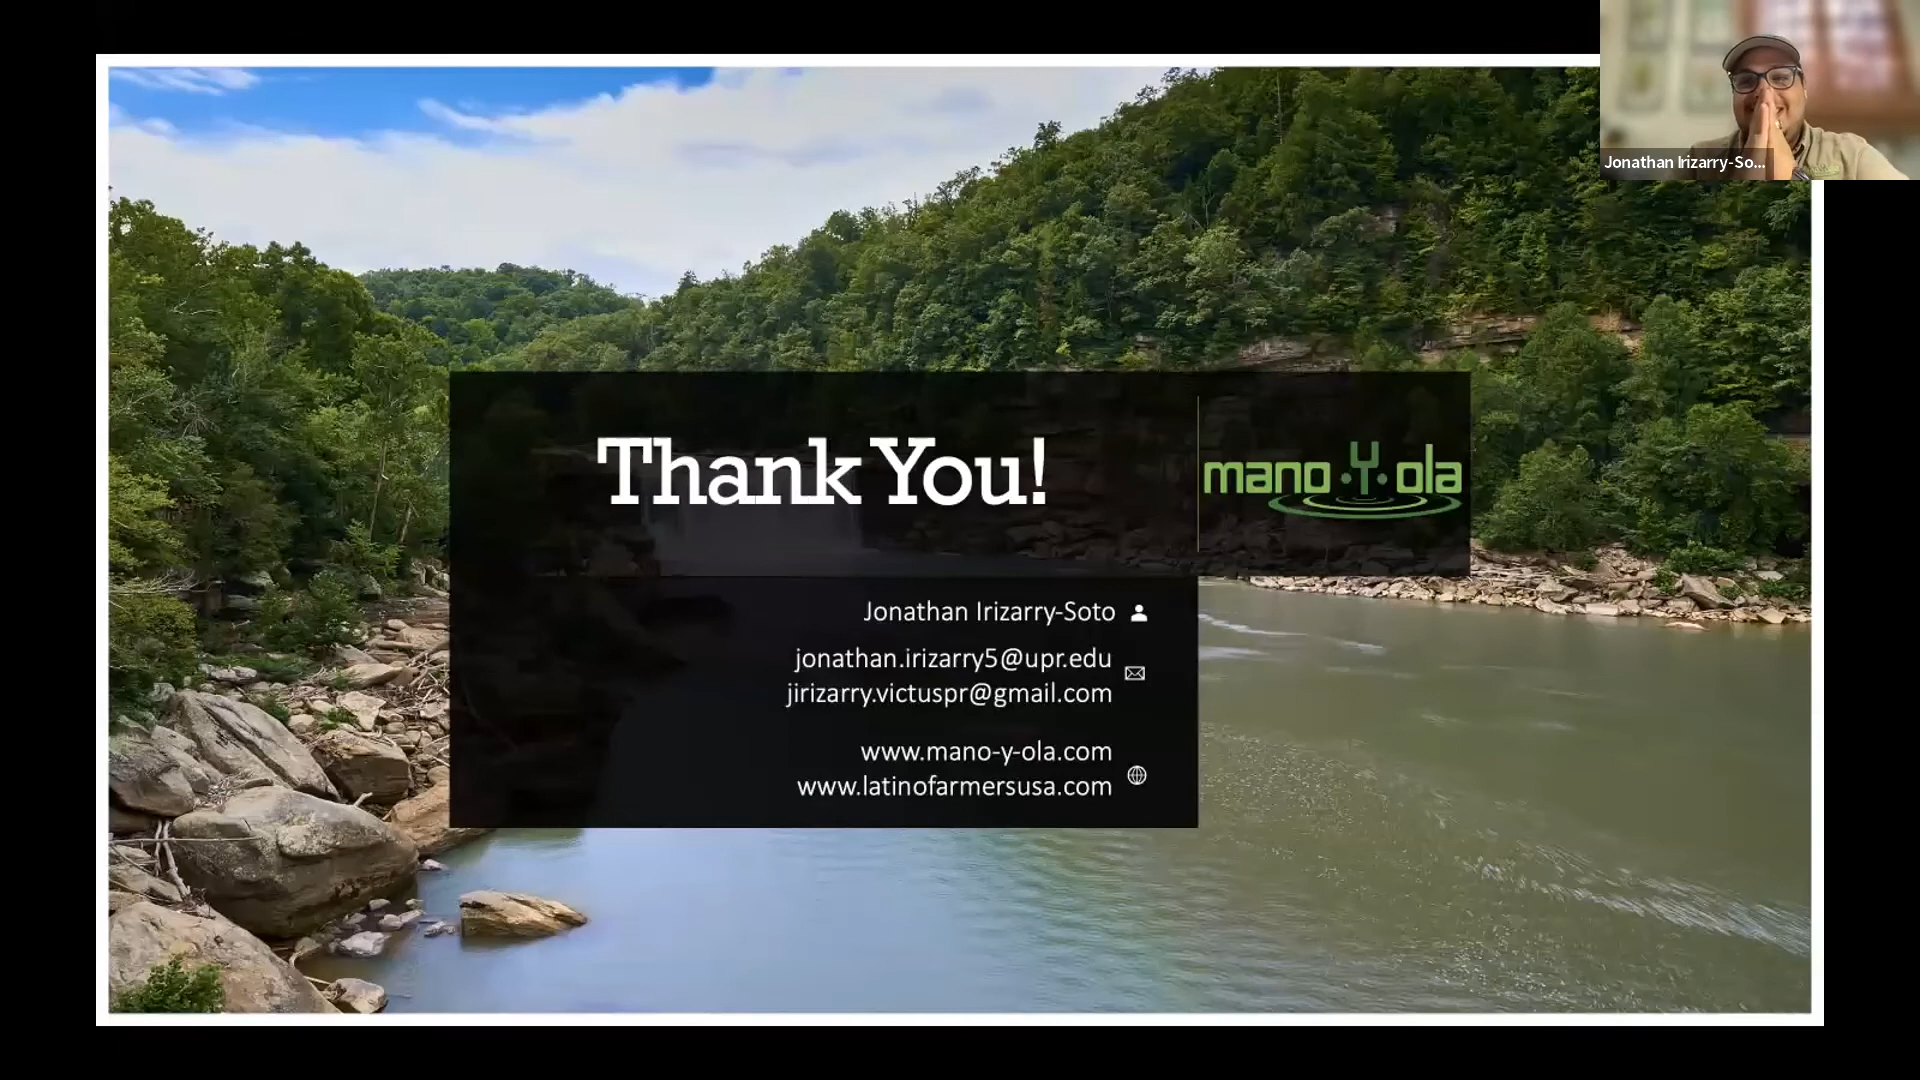 Jonathan Irizarry-So...
Thank You!
mano Y ola
Jonathan Irizarry-Soto
jonathan.irizarry5@upr.edu
jirizarry.victuspr@gmail.com
www.mano-y-ola.com
www.latinofarmersusa.com